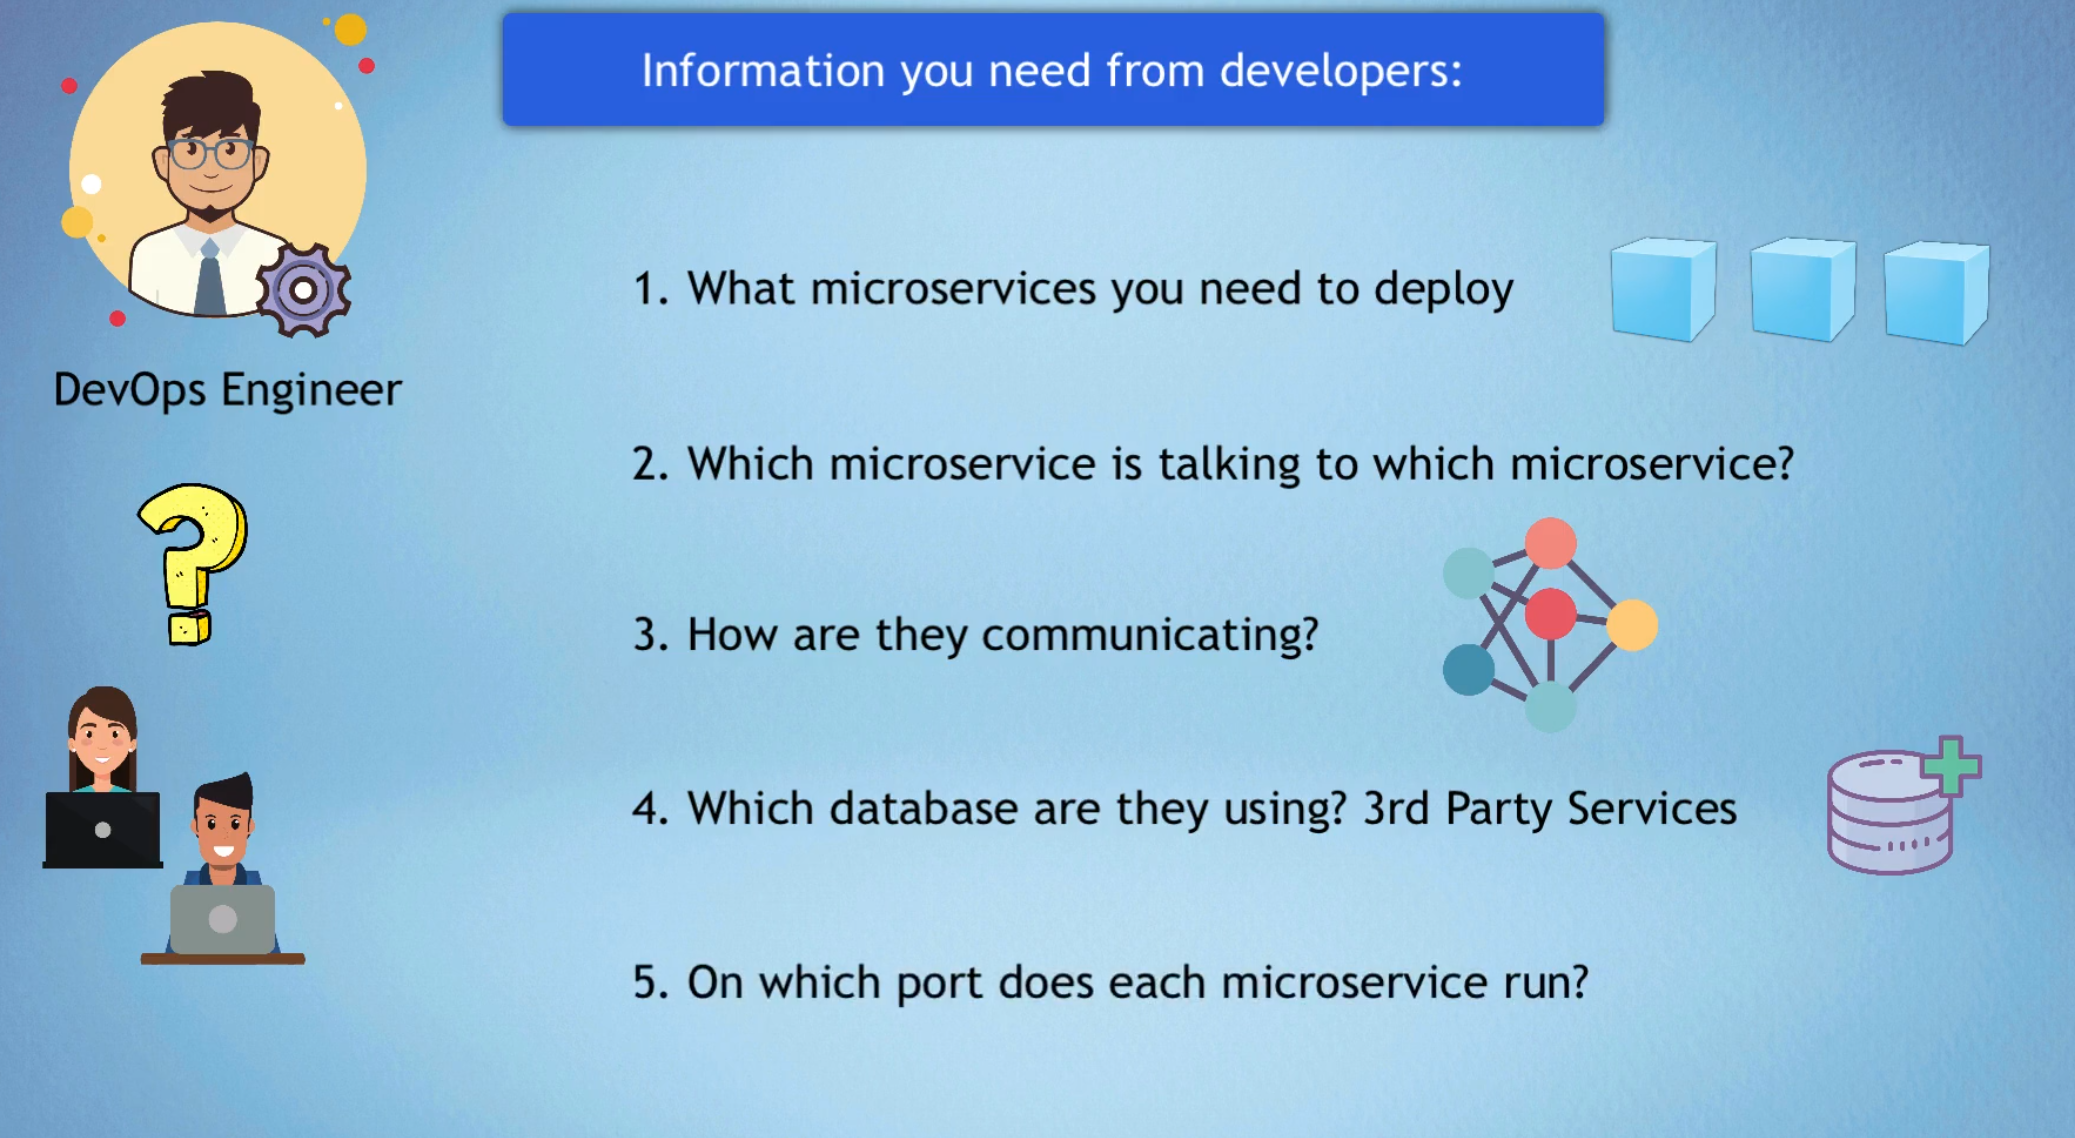 Information you need from developers:
DevOps Engineer
1. What microservices you need to deploy
2. Which microservice is talking to which microservice?
3. How are they communicating?
4. Which database are they using? 3rd Party Services
5. On which port does each microservice run?